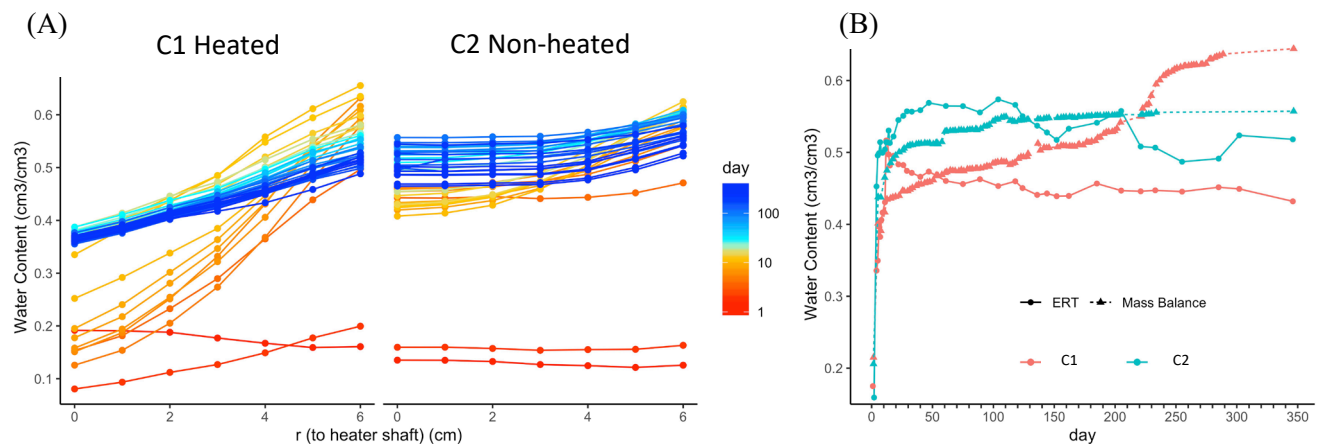 (A)
(B)
C1 Heated
C2 Non-heated
Water Content (cm3/cm3)
0.6
0.5
0.4
0.3
0.2
0.1
0
2
4
6
0
2
4
6
r (to heater shaft) (cm)
day
100
10
1
Water Content (cm3/cm3)
0.6
0.5
0.4
0.3
0.2
ERT
Mass Balance
C1
C2
0
50
100
150
200
250
300
350
day